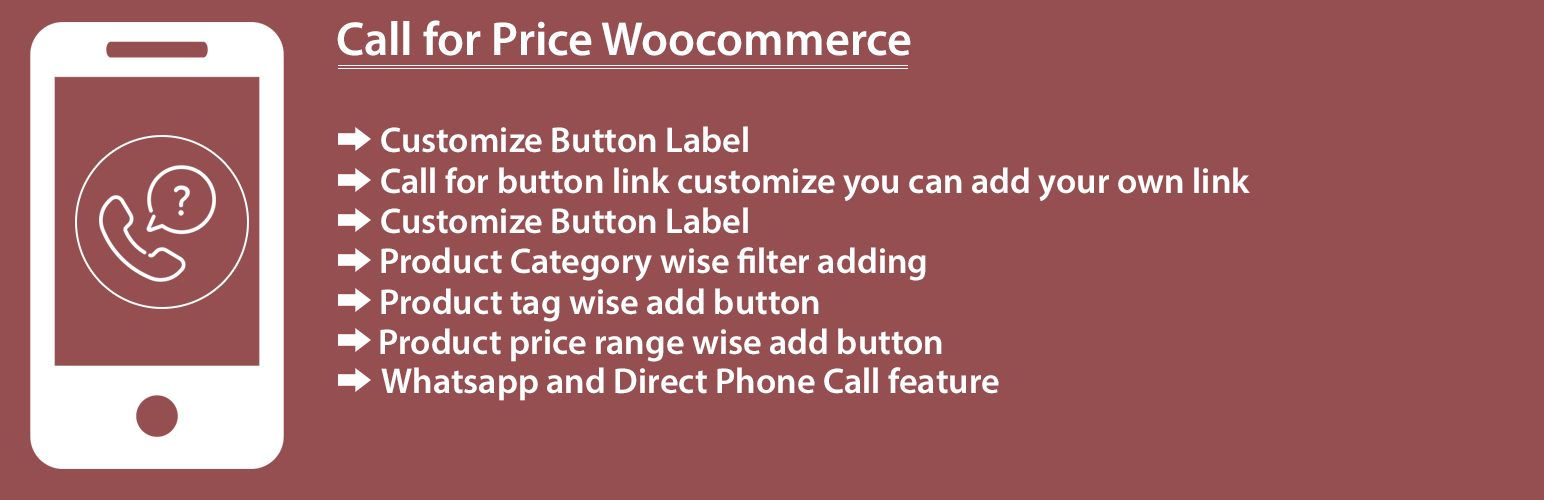 Call for Price Woocommerce
Customize Button Label
Call for button link customize you can add your own link
Customize Button Label
Product Category wise filter adding
Product tag wise add button
Product price range wise add button
Whatsapp and Direct Phone Call feature
?